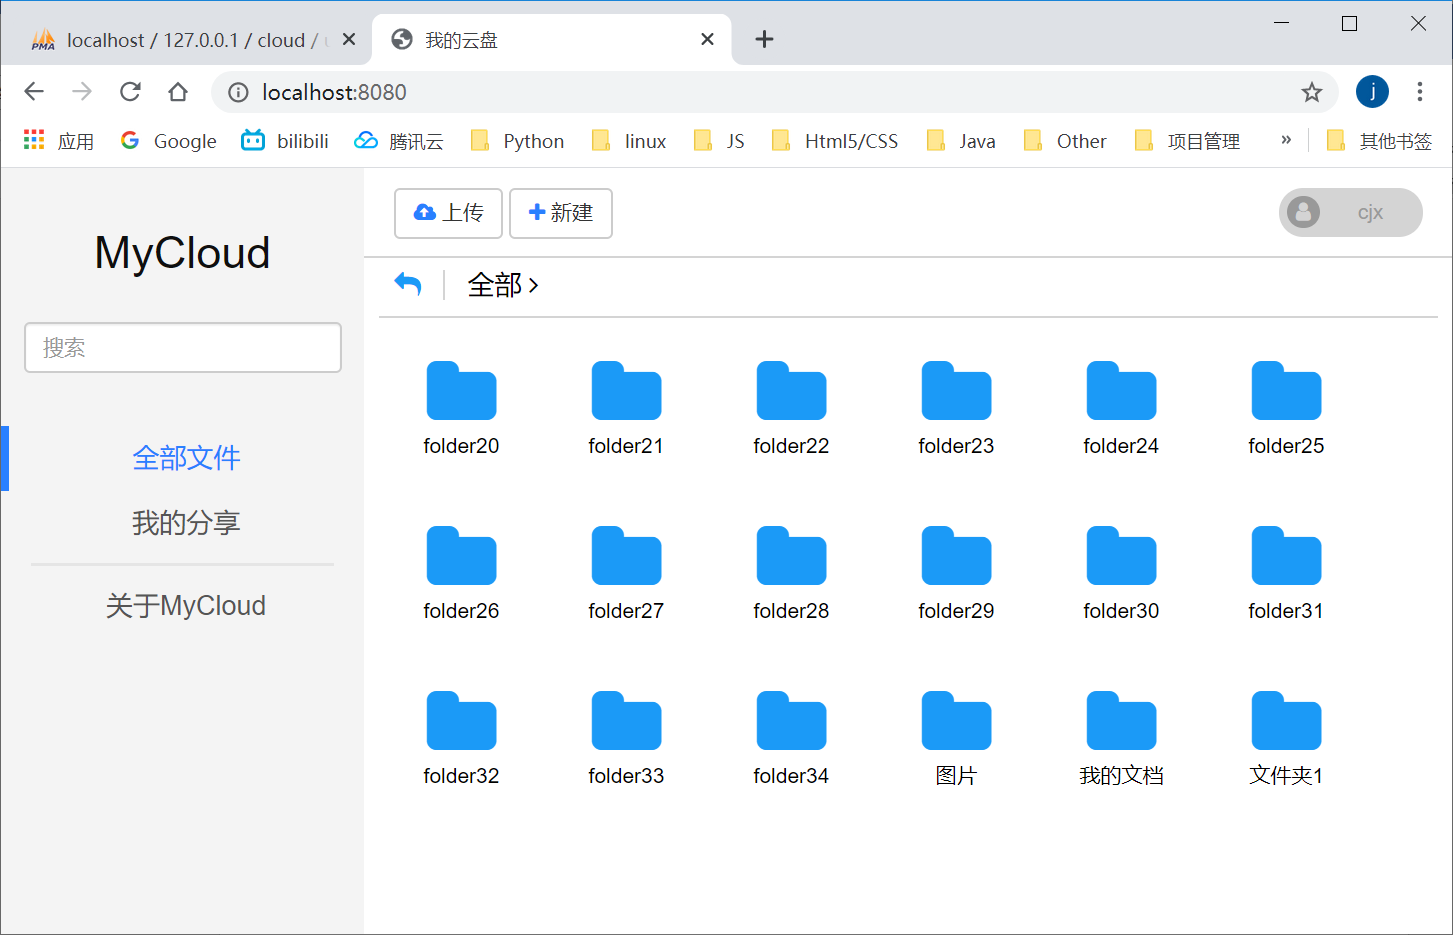 PMA localhost / 127.0.0.1 / cloud /
我的云盘
localhost:8080
j
应用 Google bilibili 腾讯云 Python linux JS Html5/CSS Java Other 项目管理 » 其他书签
MyCloud
搜索
全部文件
我的分享
关于MyCloud
上传 新建
cjx
全部
folder20 folder21 folder22 folder23 folder24 folder25
folder26 folder27 folder28 folder29 folder30 folder31
folder32 folder33 folder34 图片 我的文档 文件夹1